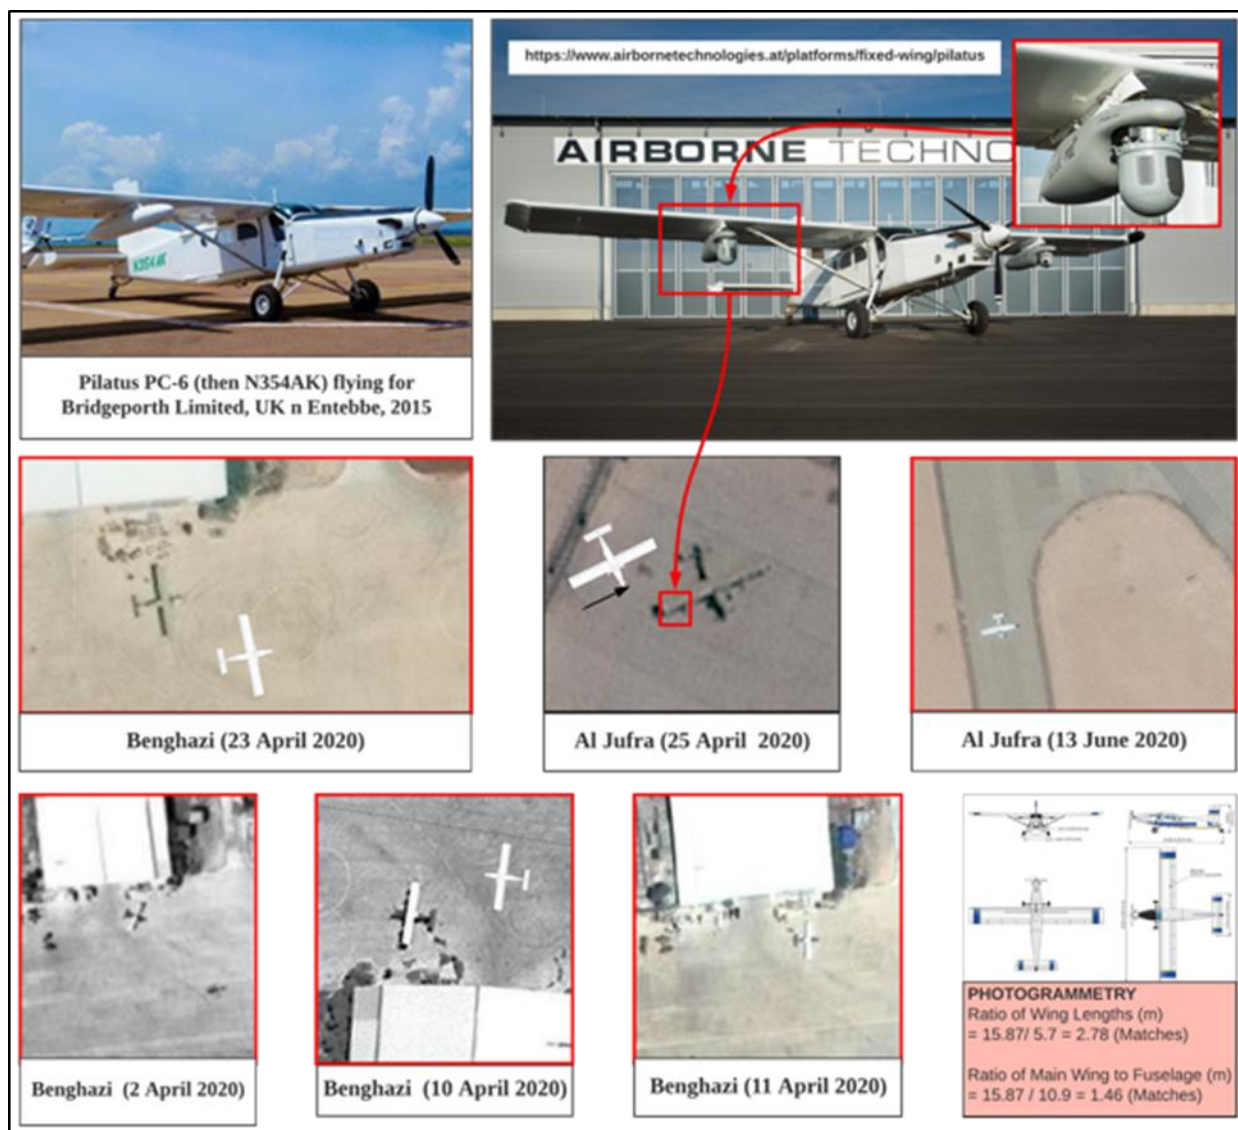 https://www.airbornetechnologies.at/platforms/fixed-wing/pilatus
AIRBORNE TECHNO
N354AK
Pilatus PC-6 (then N354AK) flying for
Bridgeporth Limited, UK n Entebbe, 2015
Benghazi (23 April 2020)
Al Jufra (25 April 2020)
Al Jufra (13 June 2020)
Benghazi (2 April 2020)
Benghazi (10 April 2020)
Benghazi (11 April 2020)
PHOTOGRAMMETRY
Ratio of Wing Lengths (m)
= 15.87/ 5.7 = 2.78 (Matches)
Ratio of Main Wing to Fuselage (m)
= 15.87 / 10.9 = 1.46 (Matches)